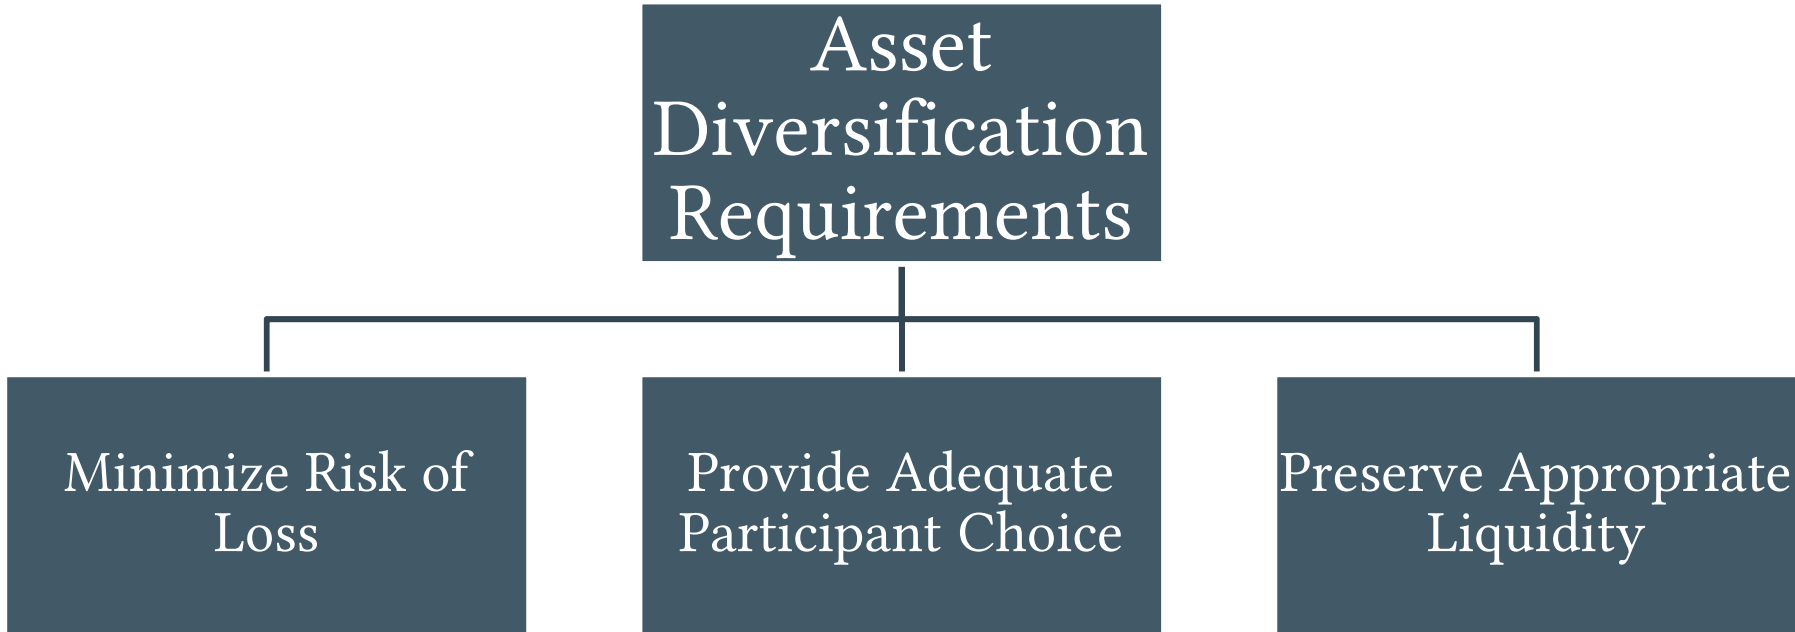 Asset
Diversification
Requirements
Minimize Risk of
Loss
Provide Adequate
Participant Choice
Preserve Appropriate
Liquidity